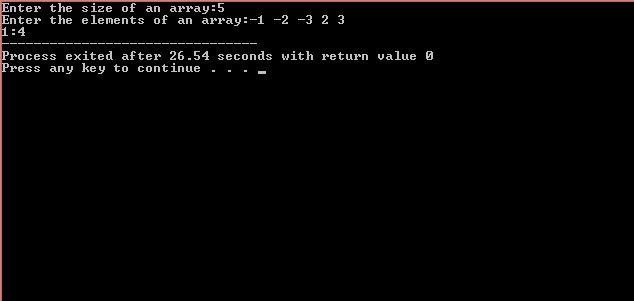 Enter the size of an array:5
Enter the elements of an array:-1 -2 -3 2 3
1:4
--------------------------------
Process exited after 26.54 seconds with return value 0
Press any key to continue . . . _